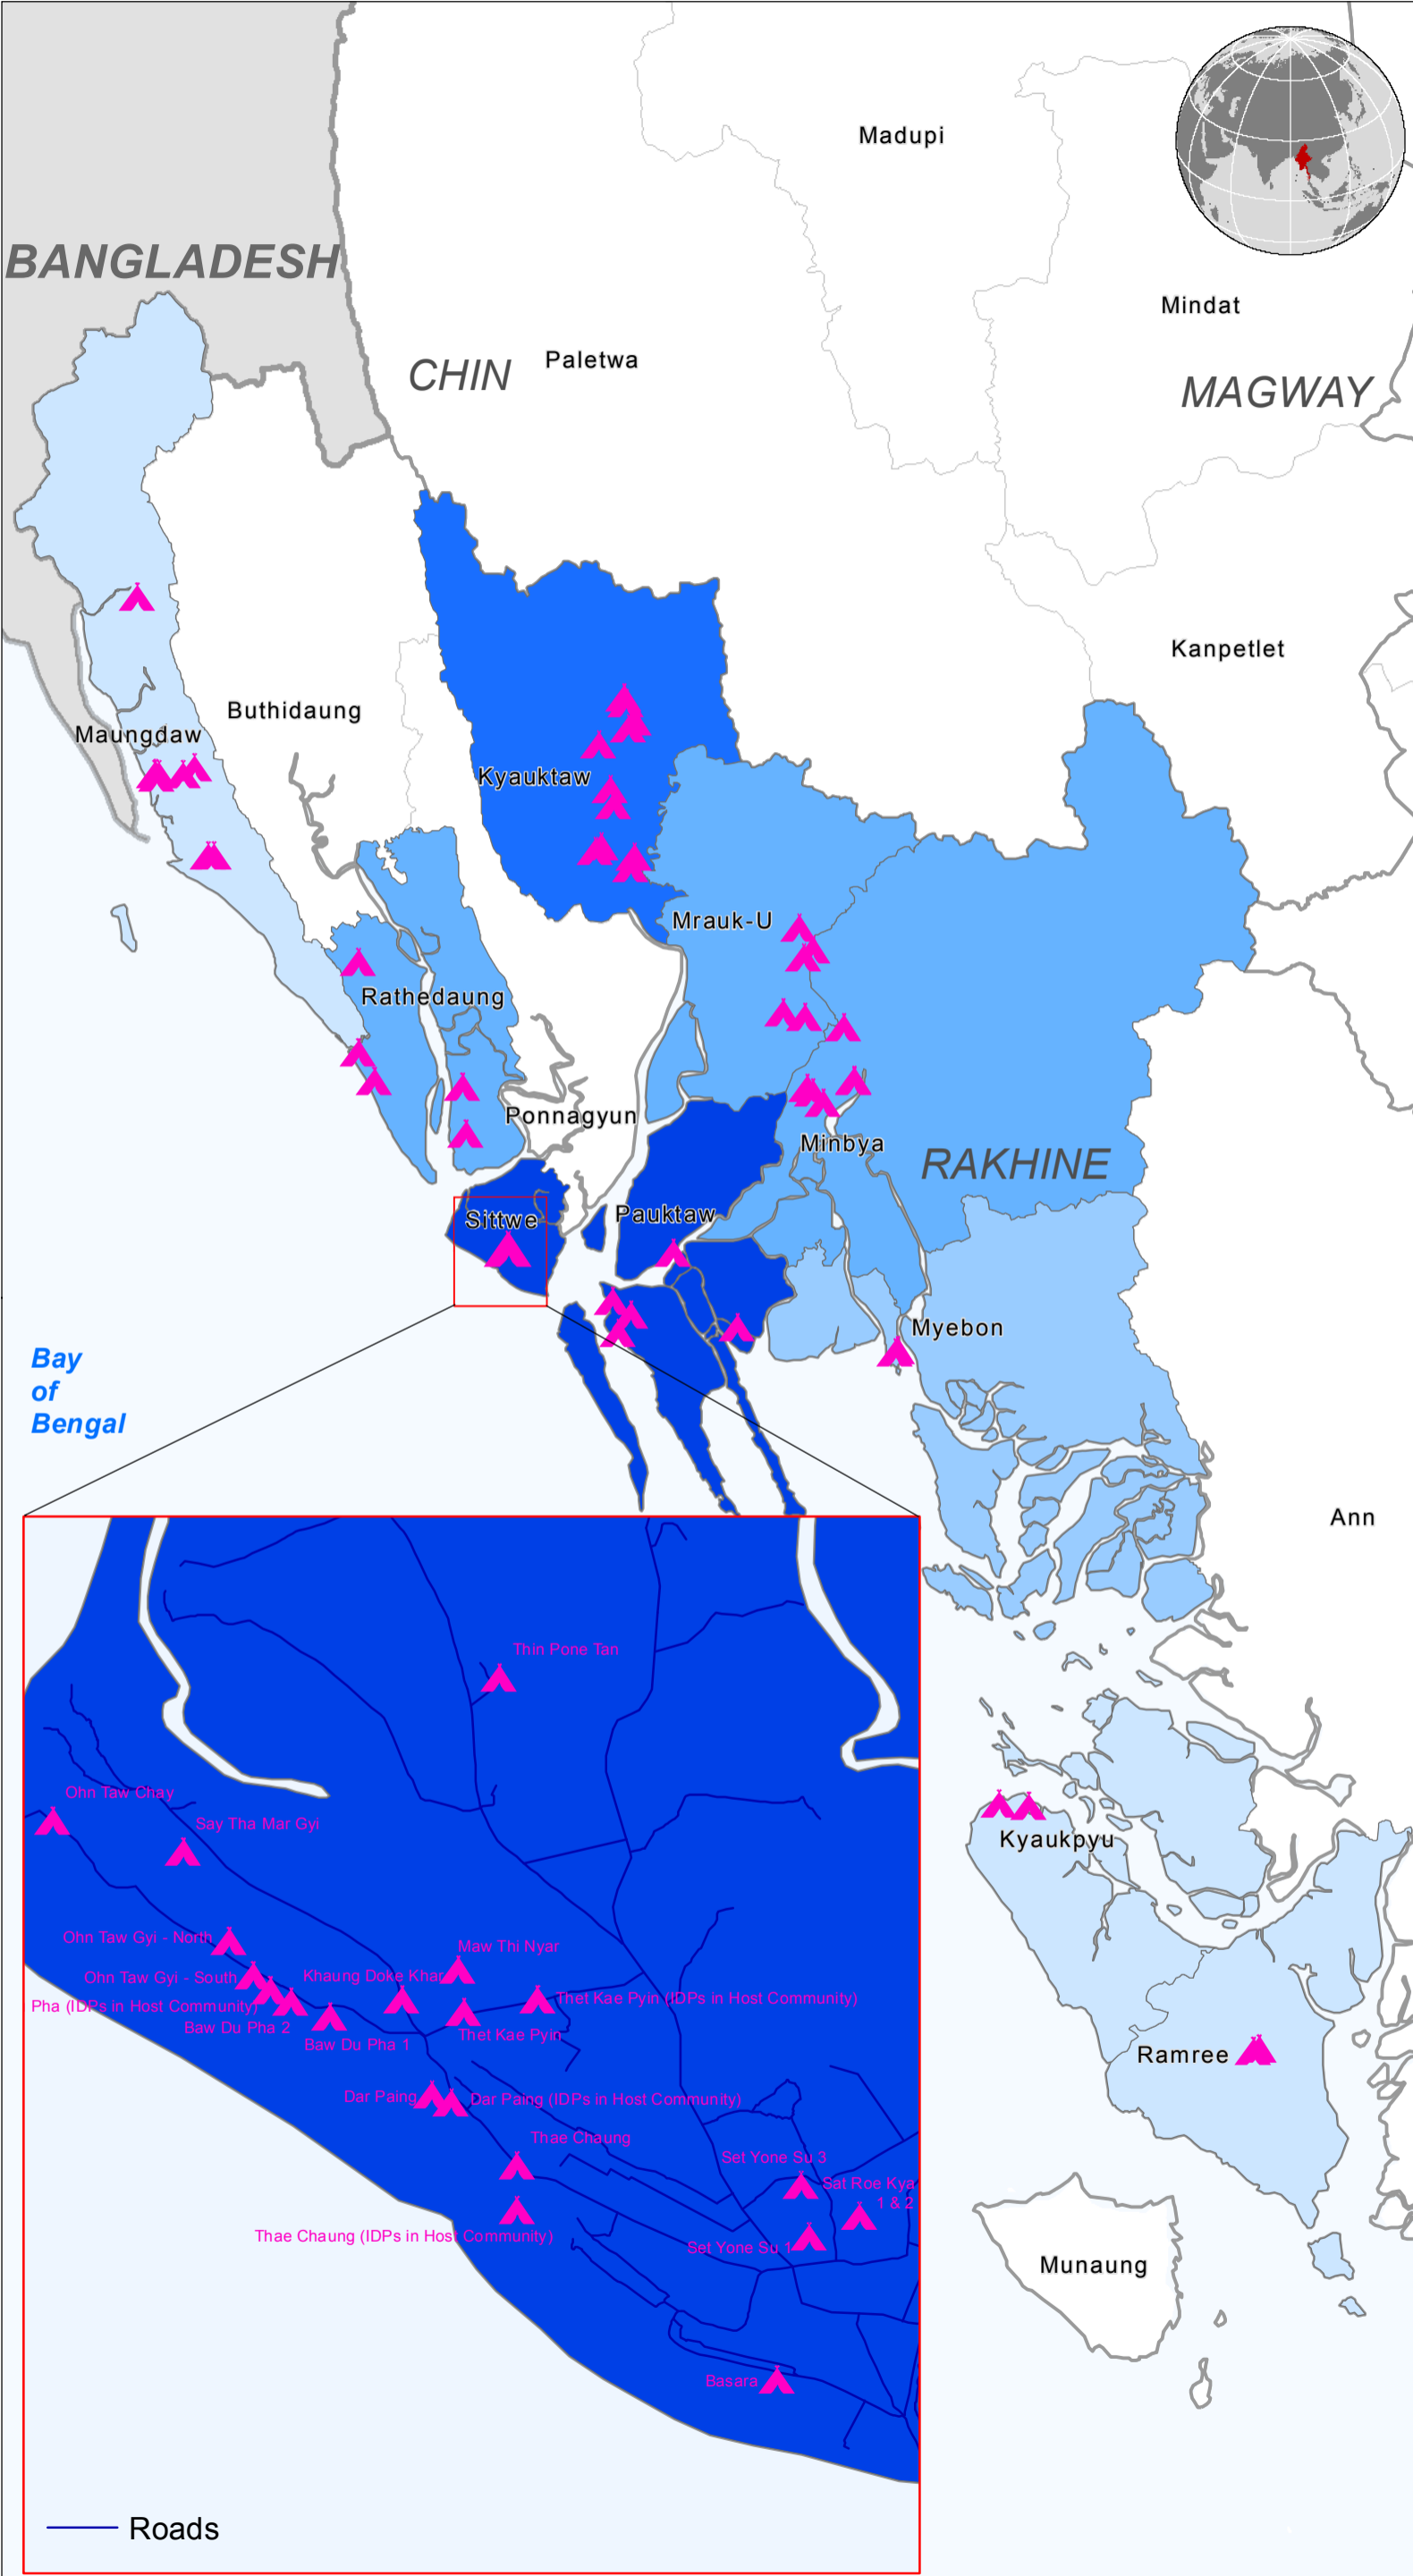 Madupi
BANGLADESH
Mindat
CHIN
Paletwa
MAGWAY
Kanpetlet
Buthidaung
Maungdaw
Kyauktaw
Mrauk-U
Rathedaung
Ponnagyun
Minbya
RAKHINE
Sittwe
Pauktaw
Myebon
Bay
of
Bengal
Ann
Thin Pone Tan
Ohn Taw Chay
Say Tha Mar Gyi
Kyaukpyu
Ohn Taw Gyi - North
Maw Thi Nyar
Ohn Taw Gyi - South
Khaung Doke Khar
Thet Kae Pyin (IDPs in Host Community)
Pha (IDPs in Host Community)
Baw Du Pha 2
Thet Kae Pyin
Baw Du Pha 1
Ramree
Dar Paing
Dar Paing (IDPs in Host Community)
Thae Chaung
Set Yone Su 3
Sat Roe Kya
1 & 2
Thae Chaung (IDPs in Host Community)
Set Yone Su 1
Munaung
Basara
Roads